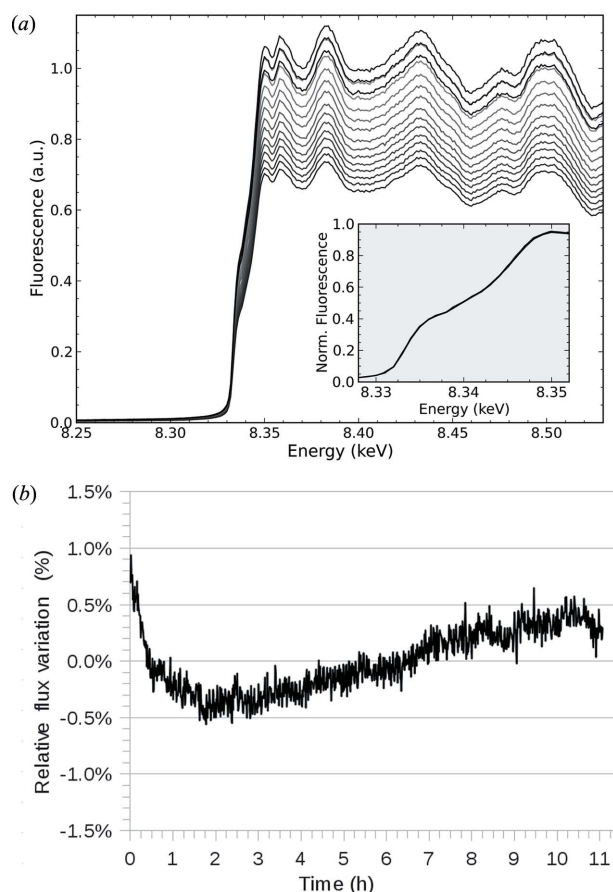 (a)
1.0
0.8
0.6
0.4
0.2
0.0
Fluorescence (a.u.)
8.25 8.30 8.35 8.40 8.45 8.50
Energy (keV)
1.0
0.8
0.6
0.4
0.2
0.0
Norm. Fluorescence
8.33 8.34 8.35
Energy (keV)
(b)
1.5%
1.0%
0.5%
0.0%
-0.5%
-1.0%
-1.5%
Relative flux variation (%)
0 1 2 3 4 5 6 7 8 9 10 11
Time (h)